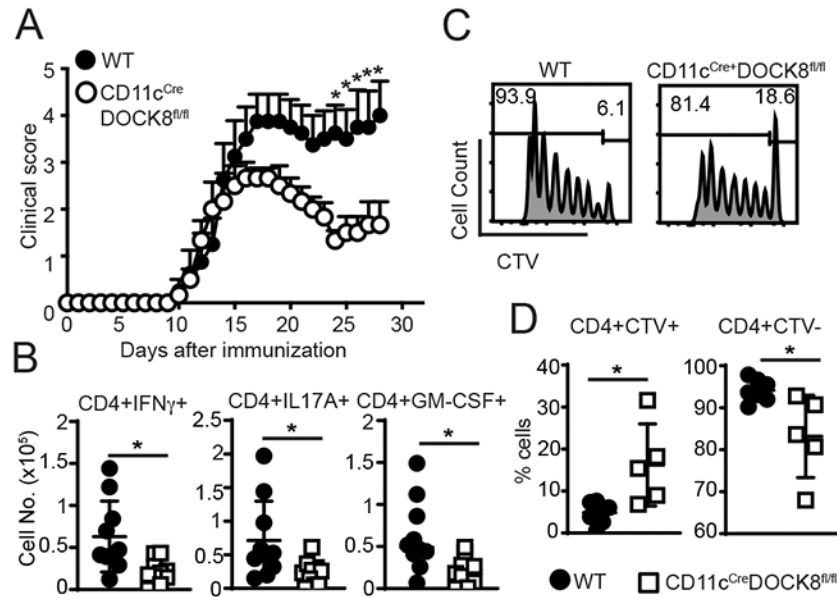 A
WT
CD11c^Cre
DOCK8^fl/fl
* * * * *
Clinical score
5
4
3
2
1
0
0 5 10 15 20 25 30
Days after immunization
B
CD4+IFNγ+ CD4+IL17A+ CD4+GM-CSF+
Cell No. (x10⁵)
2
1.5
1
0.5
0
*
2.5
2
1.5
1
0.5
0
*
2
1.5
1
0.5
0
*
C
WT CD11c^Cre+DOCK8^fl/fl
93.9 6.1
81.4 18.6
Cell Count
CTV
D
CD4+CTV+ CD4+CTV-
% cells
40
30
20
10
0
*
100
90
80
70
60
*
WT CD11c^CreDOCK8^fl/fl